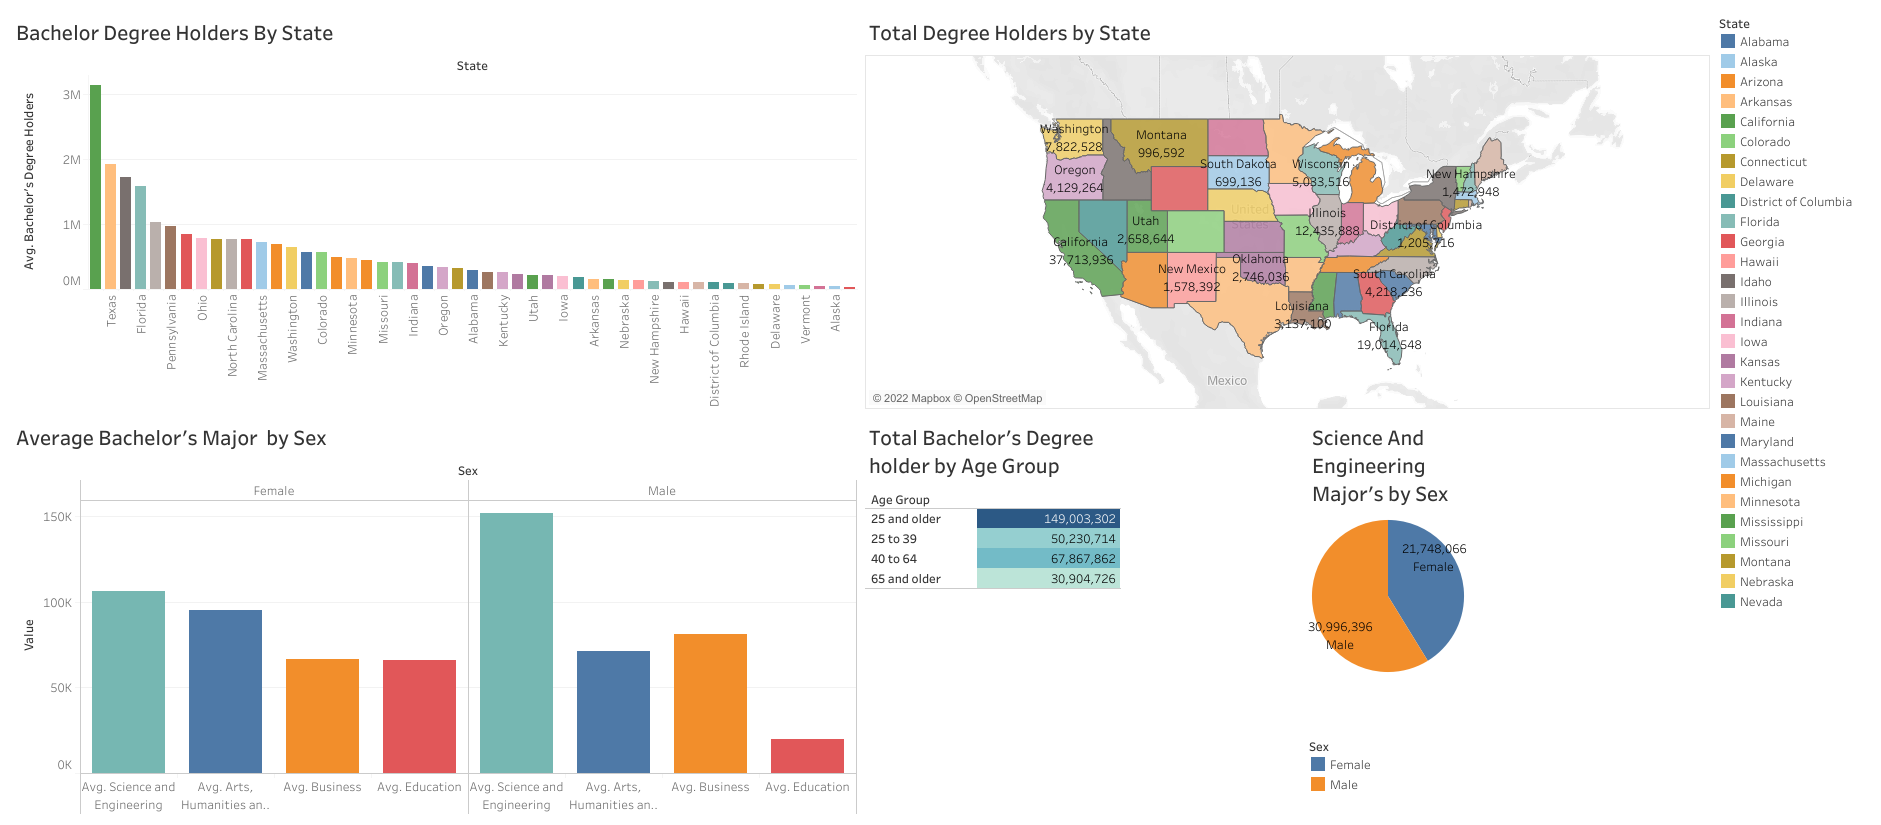 Bachelor Degree Holders By State
State
Avg. Bachelor's Degree Holders
3M
2M
1M
0M
Texas
Florida
Pennsylvania
Ohio
North Carolina
Massachusetts
Washington
Colorado
Minnesota
Missouri
Indiana
Oregon
Alabama
Kentucky
Utah
Iowa
Arkansas
Nebraska
New Hampshire
Hawaii
District of Columbia
Rhode Island
Delaware
Vermont
Alaska
Total Degree Holders by State
Washington
7,822,528
Montana
996,592
Oregon
4,129,264
South Dakota
699,136
Wisconsin
5,033,516
New Hampshire
1,472,948
United
States
Utah
2,658,644
Illinois
12,435,888
District of Columbia
1,205,716
California
37,713,936
New Mexico
1,578,392
Oklahoma
2,746,036
South Carolina
4,218,236
Louisiana
3,137,100
Florida
19,014,548
Mexico
© 2022 Mapbox © OpenStreetMap
State
Alabama
Alaska
Arizona
Arkansas
California
Colorado
Connecticut
Delaware
District of Columbia
Florida
Georgia
Hawaii
Idaho
Illinois
Indiana
Iowa
Kansas
Kentucky
Louisiana
Maine
Maryland
Massachusetts
Michigan
Minnesota
Mississippi
Missouri
Montana
Nebraska
Nevada
Average Bachelor's Major  by Sex
Sex
Female
Male
Value
150K
100K
50K
0K
Avg. Science and
Engineering
Avg. Arts,
Humanities an..
Avg. Business
Avg. Education
Avg. Science and
Engineering
Avg. Arts,
Humanities an..
Avg. Business
Avg. Education
Total Bachelor's Degree
holder by Age Group
Age Group
25 and older 149,003,302
25 to 39 50,230,714
40 to 64 67,867,862
65 and older 30,904,726
Science And
Engineering
Major's by Sex
21,748,066
Female
30,996,396
Male
Sex
Female
Male